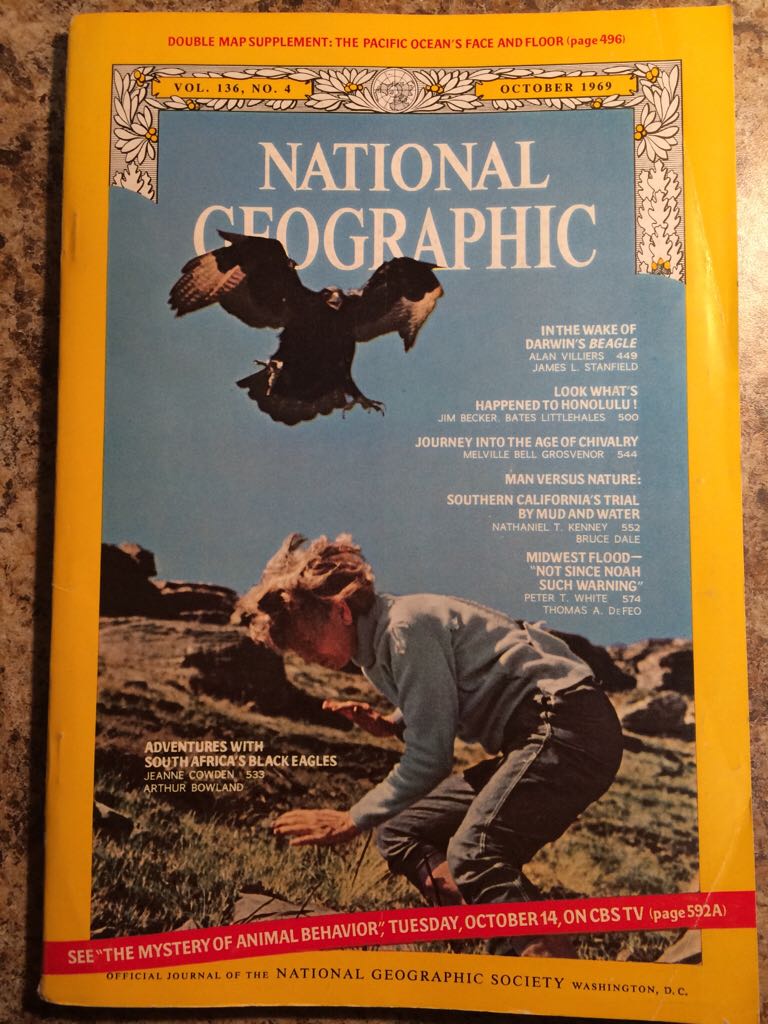 DOUBLE MAP SUPPLEMENT: THE PACIFIC OCEAN'S FACE AND FLOOR (page 496)
VOL. 136, NO. 4
OCTOBER 1969
NATIONAL
GEOGRAPHIC
IN THE WAKE OF
DARWIN'S BEAGLE
ALAN VILLIERS 449
JAMES L. STANFIELD
LOOK WHAT'S
HAPPENED TO HONOLULU!
JIM BECKER, BATES LITTLEHALES 500
JOURNEY INTO THE AGE OF CHIVALRY
MELVILLE BELL GROSVENOR 544
MAN VERSUS NATURE:
SOUTHERN CALIFORNIA'S TRIAL
BY MUD AND WATER
NATHANIEL T. KENNEY 552
BRUCE DALE
MIDWEST FLOOD—
"NOT SINCE NOAH
SUCH WARNING"
PETER T. WHITE 574
THOMAS A. DeFEO
ADVENTURES WITH
SOUTH AFRICA'S BLACK EAGLES
JEANNE COWDEN 533
ARTHUR BOWLAND
SEE "THE MYSTERY OF ANIMAL BEHAVIOR", TUESDAY, OCTOBER 14, ON CBS TV (page 592A)
OFFICIAL JOURNAL OF THE NATIONAL GEOGRAPHIC SOCIETY WASHINGTON, D.C.